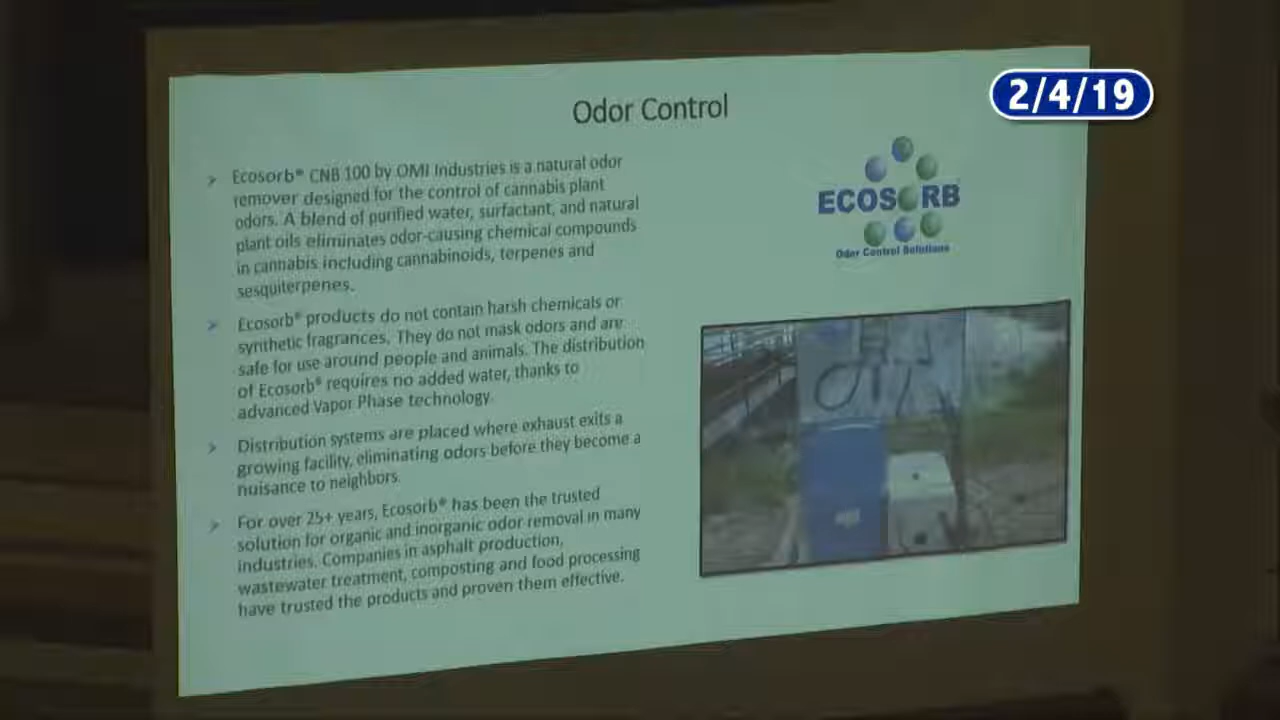 2/4/19
Odor Control
Ecosorb® CNB 100 by OMI Industries is a natural odor
remover designed for the control of cannabis plant
odors. A blend of purified water, surfactant, and natural
plant oils eliminates odor-causing chemical compounds
in cannabis including cannabinoids, terpenes and
sesquiterpenes.
Ecosorb® products do not contain harsh chemicals or
synthetic fragrances. They do not mask odors and are
safe for use around people and animals. The distribution
of Ecosorb® requires no added water, thanks to
advanced Vapor Phase technology.
Distribution systems are placed where exhaust exits a
growing facility, eliminating odors before they become a
nuisance to neighbors.
For over 25+ years, Ecosorb® has been the trusted
solution for organic and inorganic odor removal in many
industries. Companies in asphalt production,
wastewater treatment, composting and food processing
have trusted the products and proven them effective.
ECOSORB
Odor Control Solutions